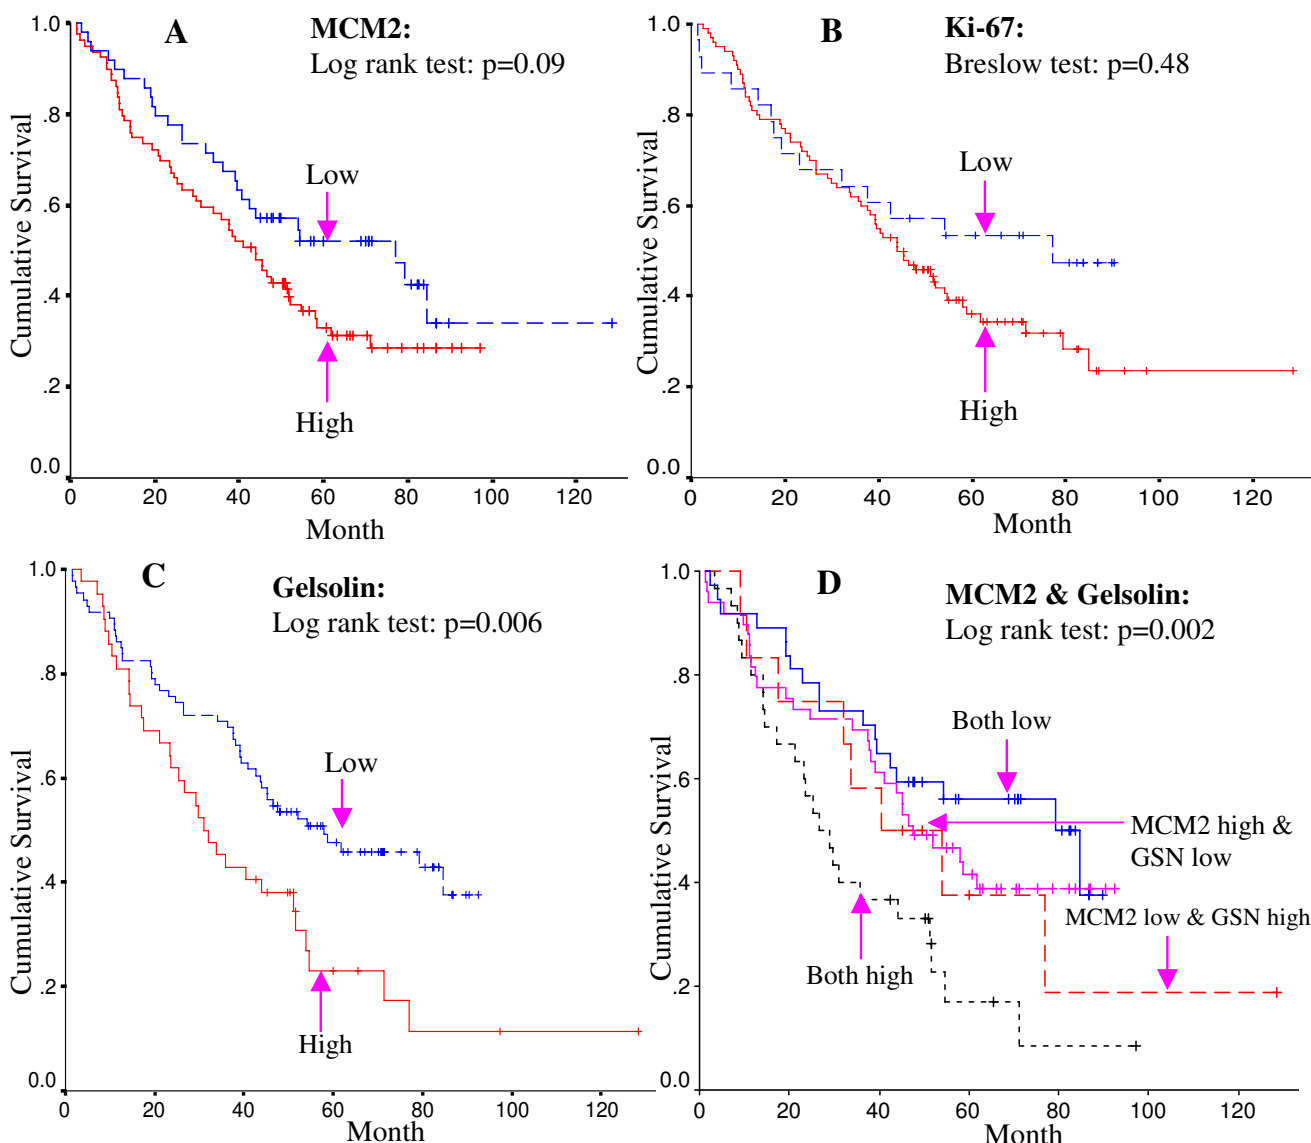 A
MCM2:
Log rank test: p=0.09
1.0
.8
.6
.4
.2
0.0
Cumulative Survival
Low
High
0 20 40 60 80 100 120
Month
B
Ki-67:
Breslow test: p=0.48
1.0
.8
.6
.4
.2
0.0
Cumulative Survival
Low
High
0 20 40 60 80 100 120
Month
C
Gelsolin:
Log rank test: p=0.006
1.0
.8
.6
.4
.2
0.0
Cumulative Survival
Low
High
0 20 40 60 80 100 120
Month
D
MCM2 & Gelsolin:
Log rank test: p=0.002
1.0
.8
.6
.4
.2
0.0
Cumulative Survival
Both low
MCM2 high &
GSN low
MCM2 low & GSN high
Both high
0 20 40 60 80 100 120
Month